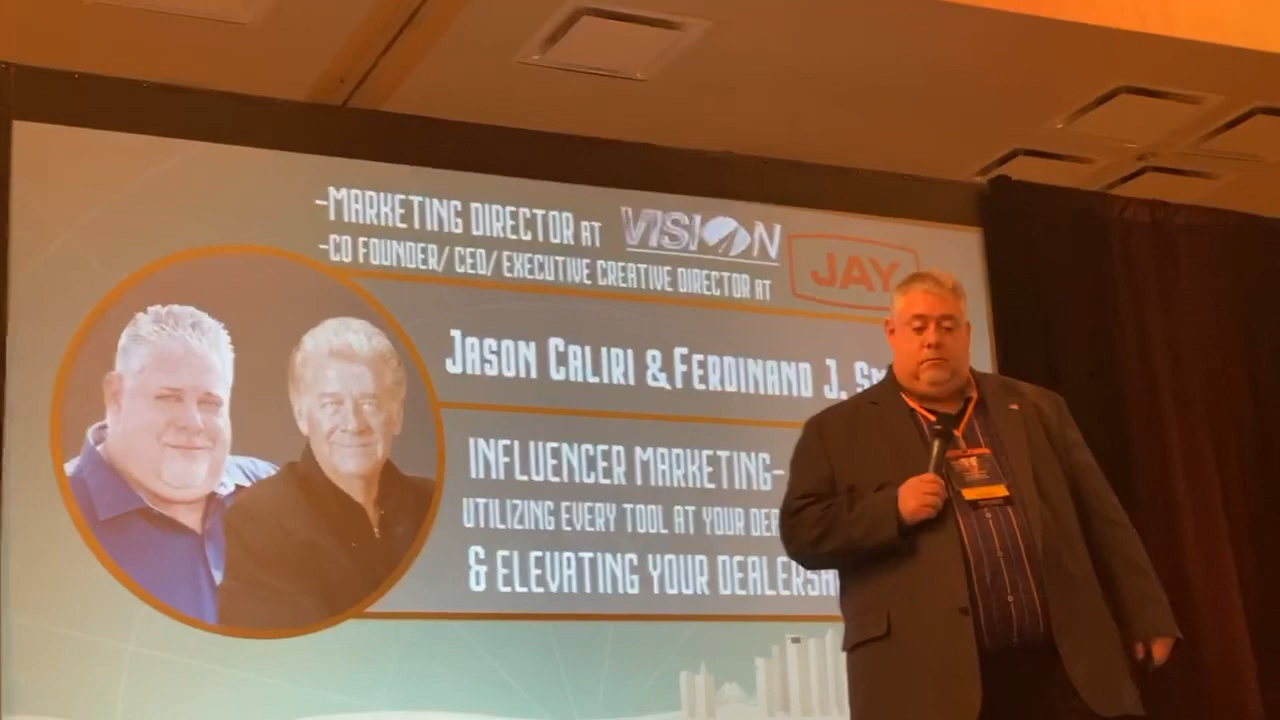 -MARKETING DIRECTOR AT VISION
-CO FOUNDER/ CEO/ EXECUTIVE CREATIVE DIRECTOR AT JAY
JASON CALIRI & FERDINAND J. SM
INFLUENCER MARKETING-
UTILIZING EVERY TOOL AT YOUR
& ELEVATING YOUR